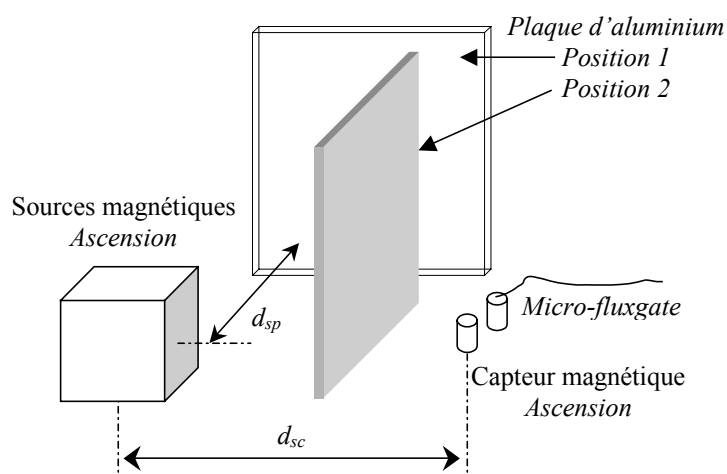 Plaque d'aluminium
Position 1
Position 2
Sources magnétiques
Ascension
d_sp
Micro-fluxgate
Capteur magnétique
Ascension
d_sc